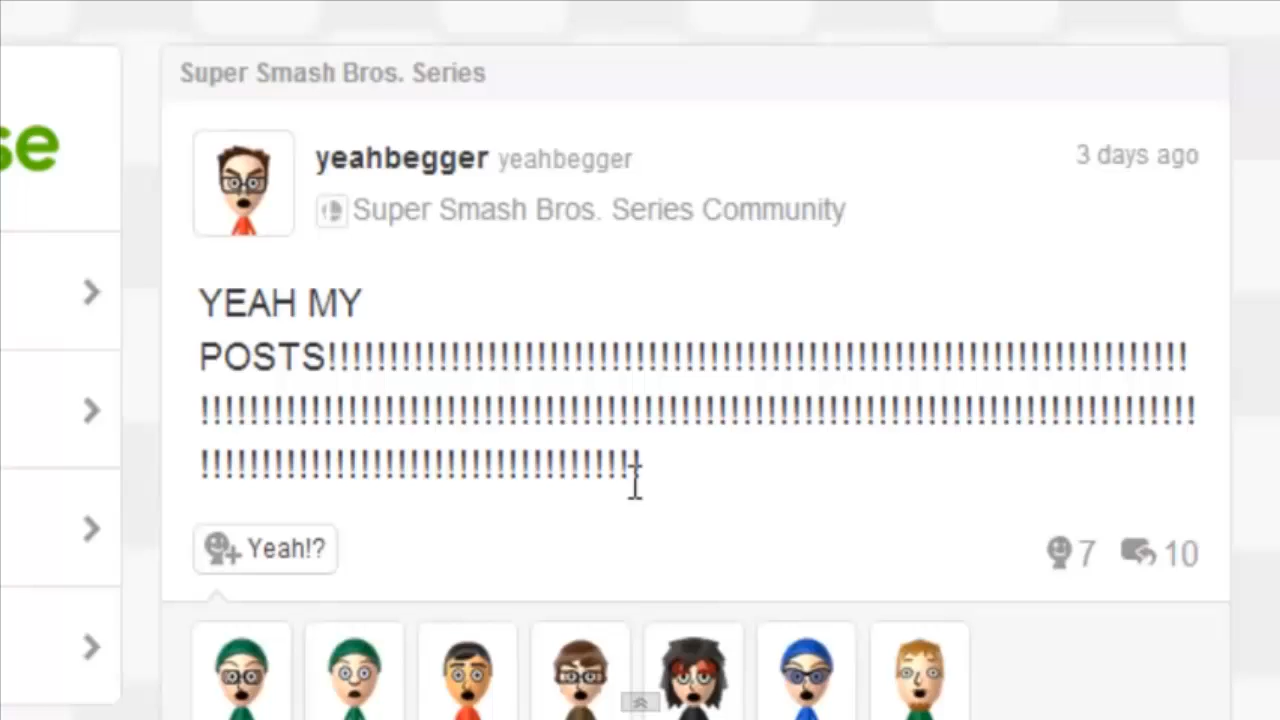 Super Smash Bros. Series
se
yeahbegger yeahbegger
3 days ago
Super Smash Bros. Series Community
YEAH MY
POSTS!!!!!!!!!!!!!!!!!!!!!!!!!!!!!!!!!!!!!!!!!!!!!!!!!!!!!!!!!!!!!!!!!!!!!!
!!!!!!!!!!!!!!!!!!!!!!!!!!!!!!!!!!!!!!!!!!!!!!!!!!!!!!!!!!!!!!!!!!!!!!!!!!!!!!!!!
!!!!!!!!!!!!!!!!!!!!!!!!!!!!!!!!!!!!
Yeah!?
7 10